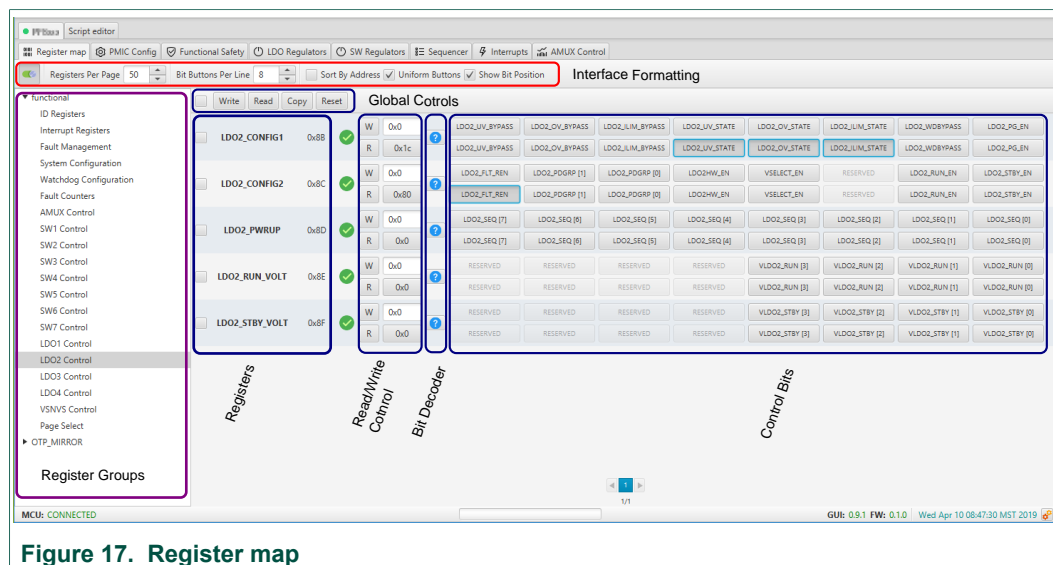 Script editor
Register map PMIC Config Functional Safety LDO Regulators SW Regulators Sequencer Interrupts AMUX Control
Registers Per Page 50 Bit Buttons Per Line 8 Sort By Address Uniform Buttons Show Bit Position Interface Formatting
functional
Write Read Copy Reset Global Cotrols
ID Registers
Interrupt Registers
Fault Management
System Configuration
Watchdog Configuration
Fault Counters
AMUX Control
SW1 Control
SW2 Control
SW3 Control
SW4 Control
SW5 Control
SW6 Control
SW7 Control
LDO1 Control
LDO2 Control
LDO3 Control
LDO4 Control
VSNVS Control
Page Select
OTP_MIRROR
Register Groups
LDO2_CONFIG1 0x8B
W 0x0 LDO2_UV_BYPASS LDO2_OV_BYPASS LDO2_ILIM_BYPASS LDO2_UV_STATE LDO2_OV_STATE LDO2_ILIM_STATE LDO2_WDBYPASS LDO2_PG_EN
R 0x1c LDO2_UV_BYPASS LDO2_OV_BYPASS LDO2_ILIM_BYPASS LDO2_UV_STATE LDO2_OV_STATE LDO2_ILIM_STATE LDO2_WDBYPASS LDO2_PG_EN
LDO2_CONFIG2 0x8C
W 0x0 LDO2_FLT_REN LDO2_PDGRP [1] LDO2_PDGRP [0] LDO2HW_EN VSELECT_EN RESERVED LDO2_RUN_EN LDO2_STBY_EN
R 0x80 LDO2_FLT_REN LDO2_PDGRP [1] LDO2_PDGRP [0] LDO2HW_EN VSELECT_EN RESERVED LDO2_RUN_EN LDO2_STBY_EN
LDO2_PWRUP 0x8D
W 0x0 LDO2_SEQ [7] LDO2_SEQ [6] LDO2_SEQ [5] LDO2_SEQ [4] LDO2_SEQ [3] LDO2_SEQ [2] LDO2_SEQ [1] LDO2_SEQ [0]
R 0x0 LDO2_SEQ [7] LDO2_SEQ [6] LDO2_SEQ [5] LDO2_SEQ [4] LDO2_SEQ [3] LDO2_SEQ [2] LDO2_SEQ [1] LDO2_SEQ [0]
LDO2_RUN_VOLT 0x8E
W 0x0 RESERVED RESERVED RESERVED RESERVED VLDO2_RUN [3] VLDO2_RUN [2] VLDO2_RUN [1] VLDO2_RUN [0]
R 0x0 RESERVED RESERVED RESERVED RESERVED VLDO2_RUN [3] VLDO2_RUN [2] VLDO2_RUN [1] VLDO2_RUN [0]
LDO2_STBY_VOLT 0x8F
W 0x0 RESERVED RESERVED RESERVED RESERVED VLDO2_STBY [3] VLDO2_STBY [2] VLDO2_STBY [1] VLDO2_STBY [0]
R 0x0 RESERVED RESERVED RESERVED RESERVED VLDO2_STBY [3] VLDO2_STBY [2] VLDO2_STBY [1] VLDO2_STBY [0]
Registers
Read/Write
Cotnrol
Bit Decoder
Control Bits
1
1/1
MCU: CONNECTED GUI: 0.9.1 FW: 0.1.0 Wed Apr 10 08:47:30 MST 2019
Figure 17. Register map